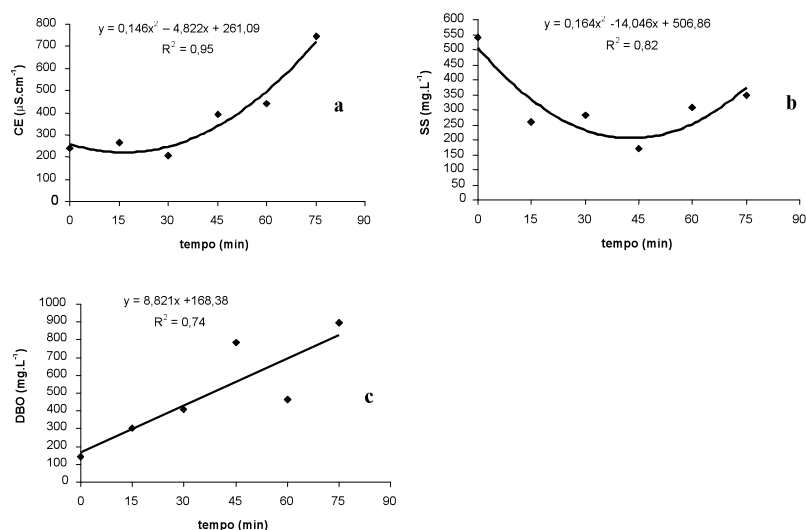 y = 0,146x² – 4,822x + 261,09
R² = 0,95
CE (µS.cm⁻¹)
800
700
600
500
400
300
200
100
0
0 15 30 45 60 75 90
tempo (min)
a
y = 0,164x² -14,046x + 506,86
R² = 0,82
SS (mg.L⁻¹)
600
550
500
450
400
350
300
250
200
150
100
50
0
0 15 30 45 60 75 90
tempo (min)
b
y = 8,821x +168,38
R² = 0,74
DBO (mg.L⁻¹)
1000
900
800
700
600
500
400
300
200
100
0
0 15 30 45 60 75 90
tempo (min)
c